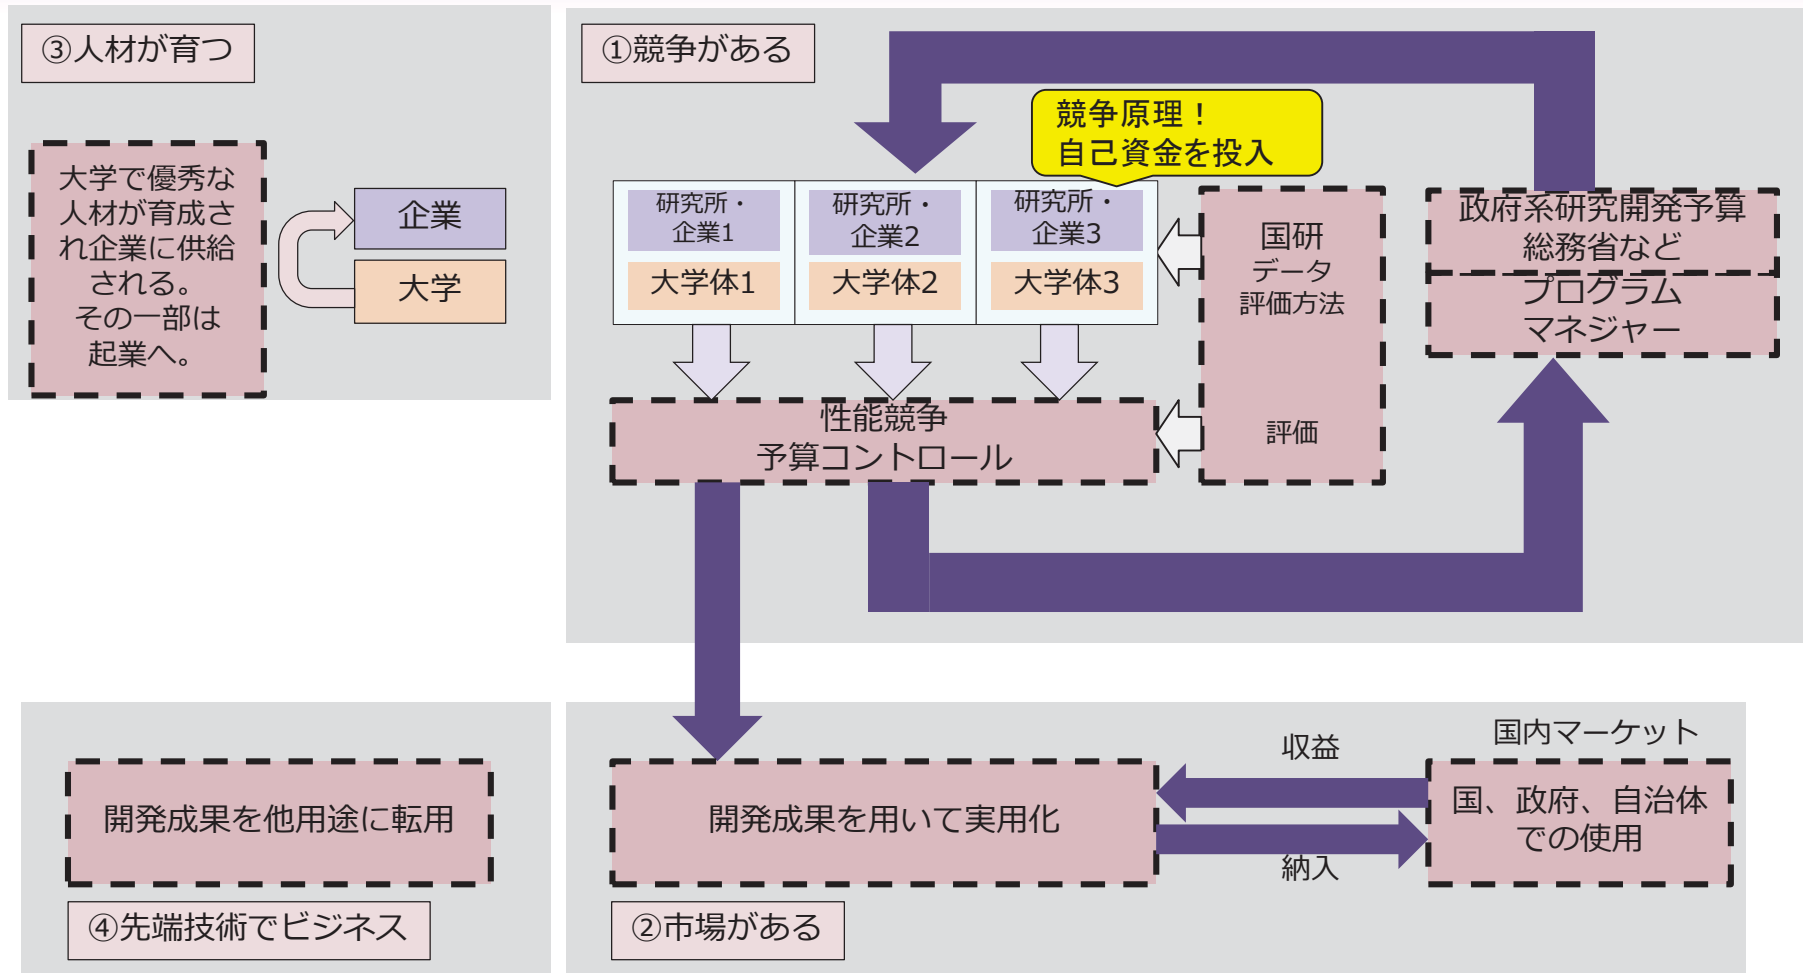 ③人材が育つ
大学で優秀な
人材が育成さ
れ企業に供給
される。
その一部は
起業へ。
企業
大学
①競争がある
競争原理！
自己資金を投入
研究所・
企業1
大学体1
研究所・
企業2
大学体2
研究所・
企業3
大学体3
国研
データ
評価方法
評価
政府系研究開発予算
総務省など
プログラム
マネジャー
性能競争
予算コントロール
開発成果を他用途に転用
④先端技術でビジネス
開発成果を用いて実用化
②市場がある
収益
納入
国内マーケット
国、政府、自治体
での使用